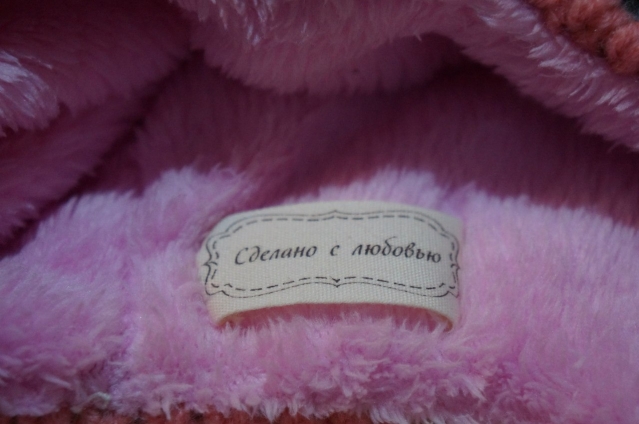 Сделано с любовью